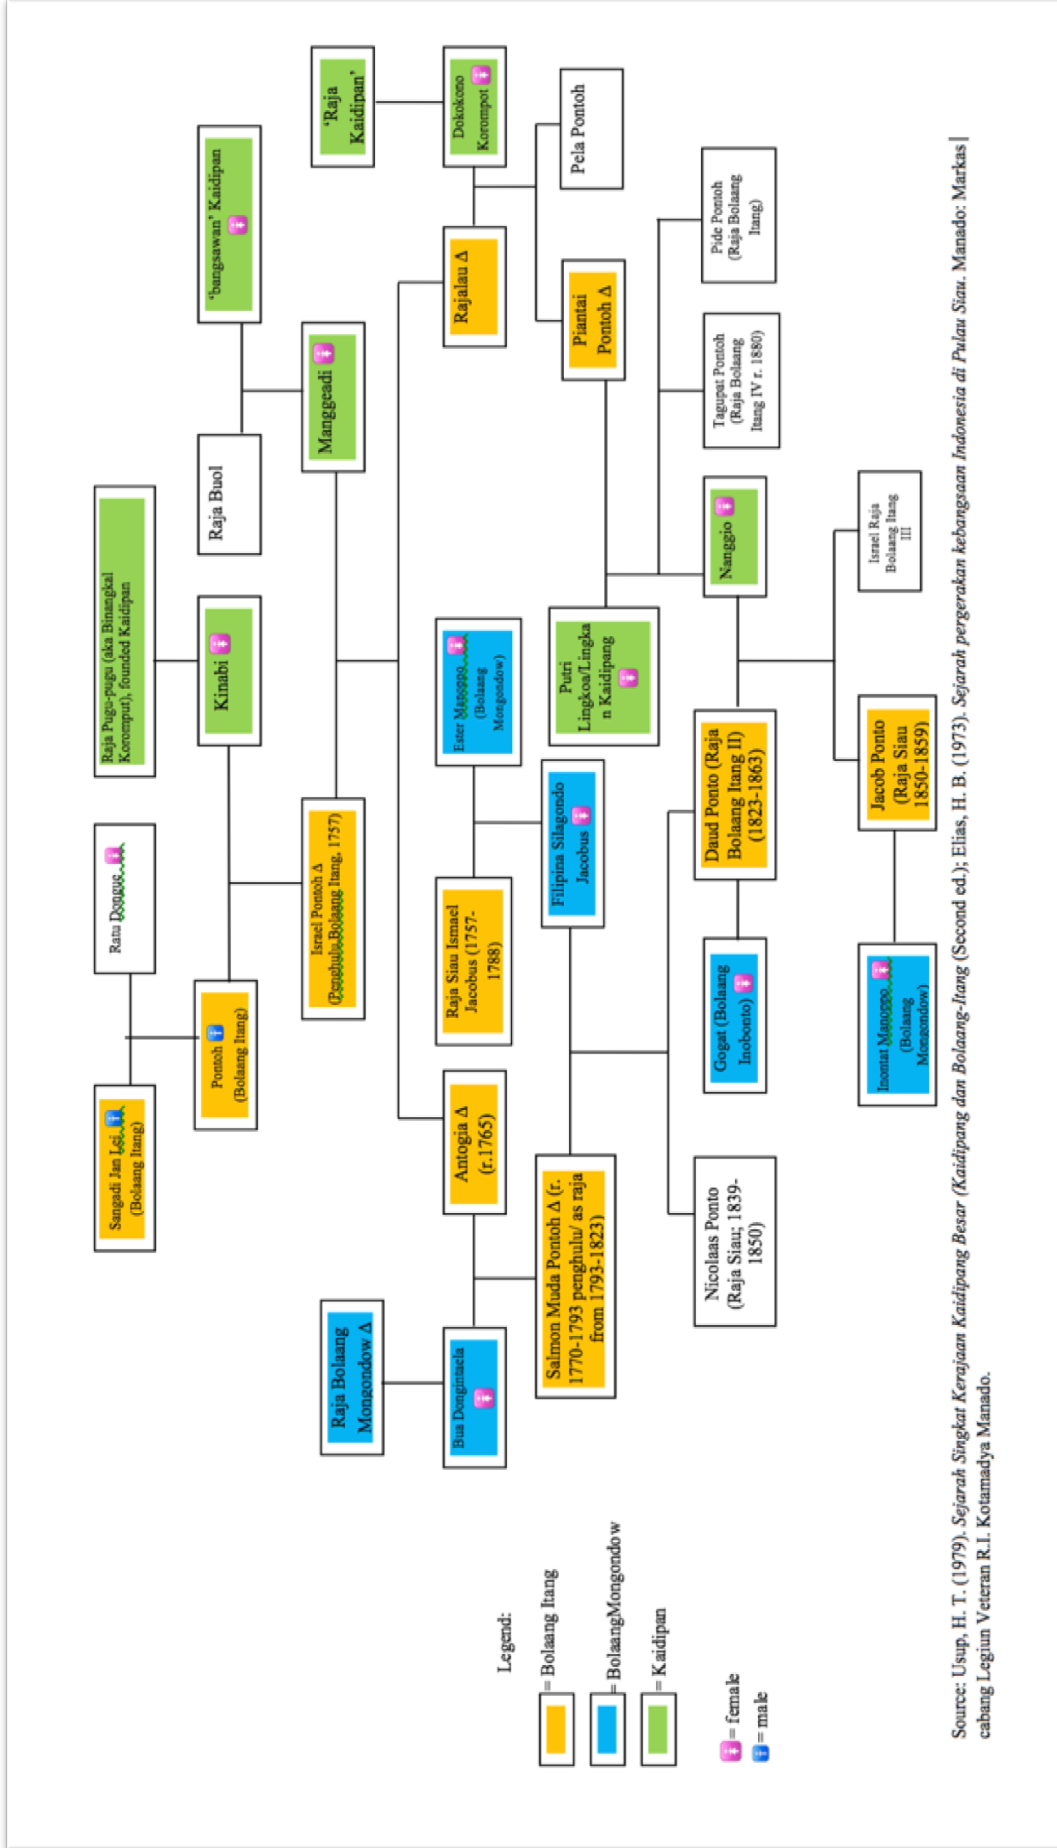 Sangadi Jan Lei
(Bolaang Itang)
Ratu Dongue
Raja Pugu-pugu (aka Binangkal
Koromput), founded Kaidipan
Pontoh
(Bolaang Itang)
Kinabi
Raja Buol
'bangsawan' Kaidipan
Raja Bolaang
Mongondow Δ
Israel Pontoh Δ
(Penghulu Bolaang Itang, 1757)
Manggeadi
'Raja
Kaidipan'
Bua Dongintaela
Antogia Δ
(r.1765)
Raja Siau Ismael
Jacobus (1757-
1788)
Ester Manoppo
(Bolaang
Mongondow)
Rajalau Δ
Dokokono
Korompot
Salmon Muda Pontoh Δ (r.
1770-1793 penghulu/ as raja
from 1793-1823)
Filipina Silagondo
Jacobus
Putri
Lingkoa/Lingka
n Kaidipang
Piantai
Pontoh Δ
Pela Pontoh
Nicolaas Ponto
(Raja Siau; 1839-
1850)
Gogat (Bolaang
Inobonto)
Daud Ponto (Raja
Bolaang Itang II)
(1823-1863)
Nanggio
Tagupat Pontoh
(Raja Bolaang
Itang IV r. 1880)
Pide Pontoh
(Raja Bolaang
Itang)
Inontat Manoppo
(Bolaang
Mongondow)
Jacob Ponto
(Raja Siau
1850-1859)
Israel Raja
Bolaang Itang
III
Legend:
= Bolaang Itang
= BolaangMongondow
= Kaidipan
= female
= male
Source: Usup, H. T. (1979). Sejarah Singkat Kerajaan Kaidipang Besar (Kaidipang dan Bolaang-Itang (Second ed.); Elias, H. B. (1973). Sejarah pergerakan kebangsaan Indonesia di Pulau Siau. Manado: Markas
cabang Legiun Veteran R.I. Kotamadya Manado.